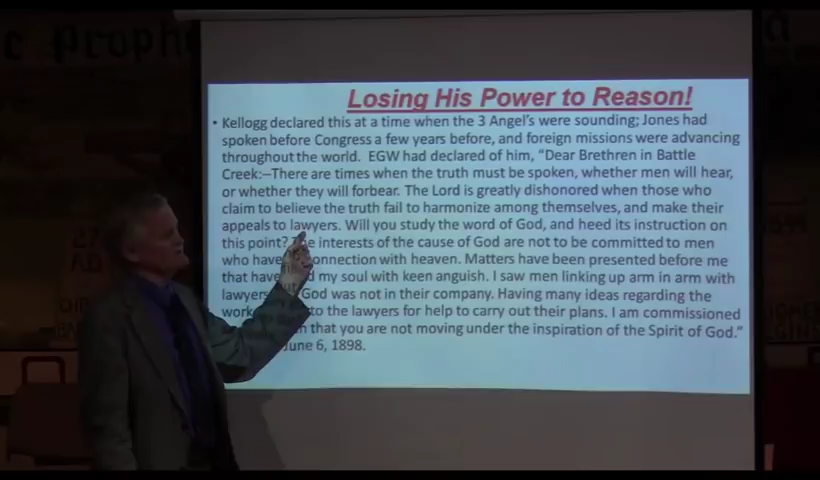 c Proph
Losing His Power to Reason!
• Kellogg declared this at a time when the 3 Angel's were sounding; Jones had
spoken before Congress a few years before, and foreign missions were advancing
throughout the world. EGW had declared of him, "Dear Brethren in Battle
Creek:–There are times when the truth must be spoken, whether men will hear,
or whether they will forbear. The Lord is greatly dishonored when those who
claim to believe the truth fail to harmonize among themselves, and make their
appeals to lawyers. Will you study the word of God, and heed its instruction on
this point? interests of the cause of God are not to be committed to men
who have onnection with heaven. Matters have been presented before me
that have d my soul with keen anguish. I saw men linking up arm in arm with
lawyers God was not in their company. Having many ideas regarding the
work to the lawyers for help to carry out their plans. I am commissioned
that you are not moving under the inspiration of the Spirit of God."
June 6, 1898.